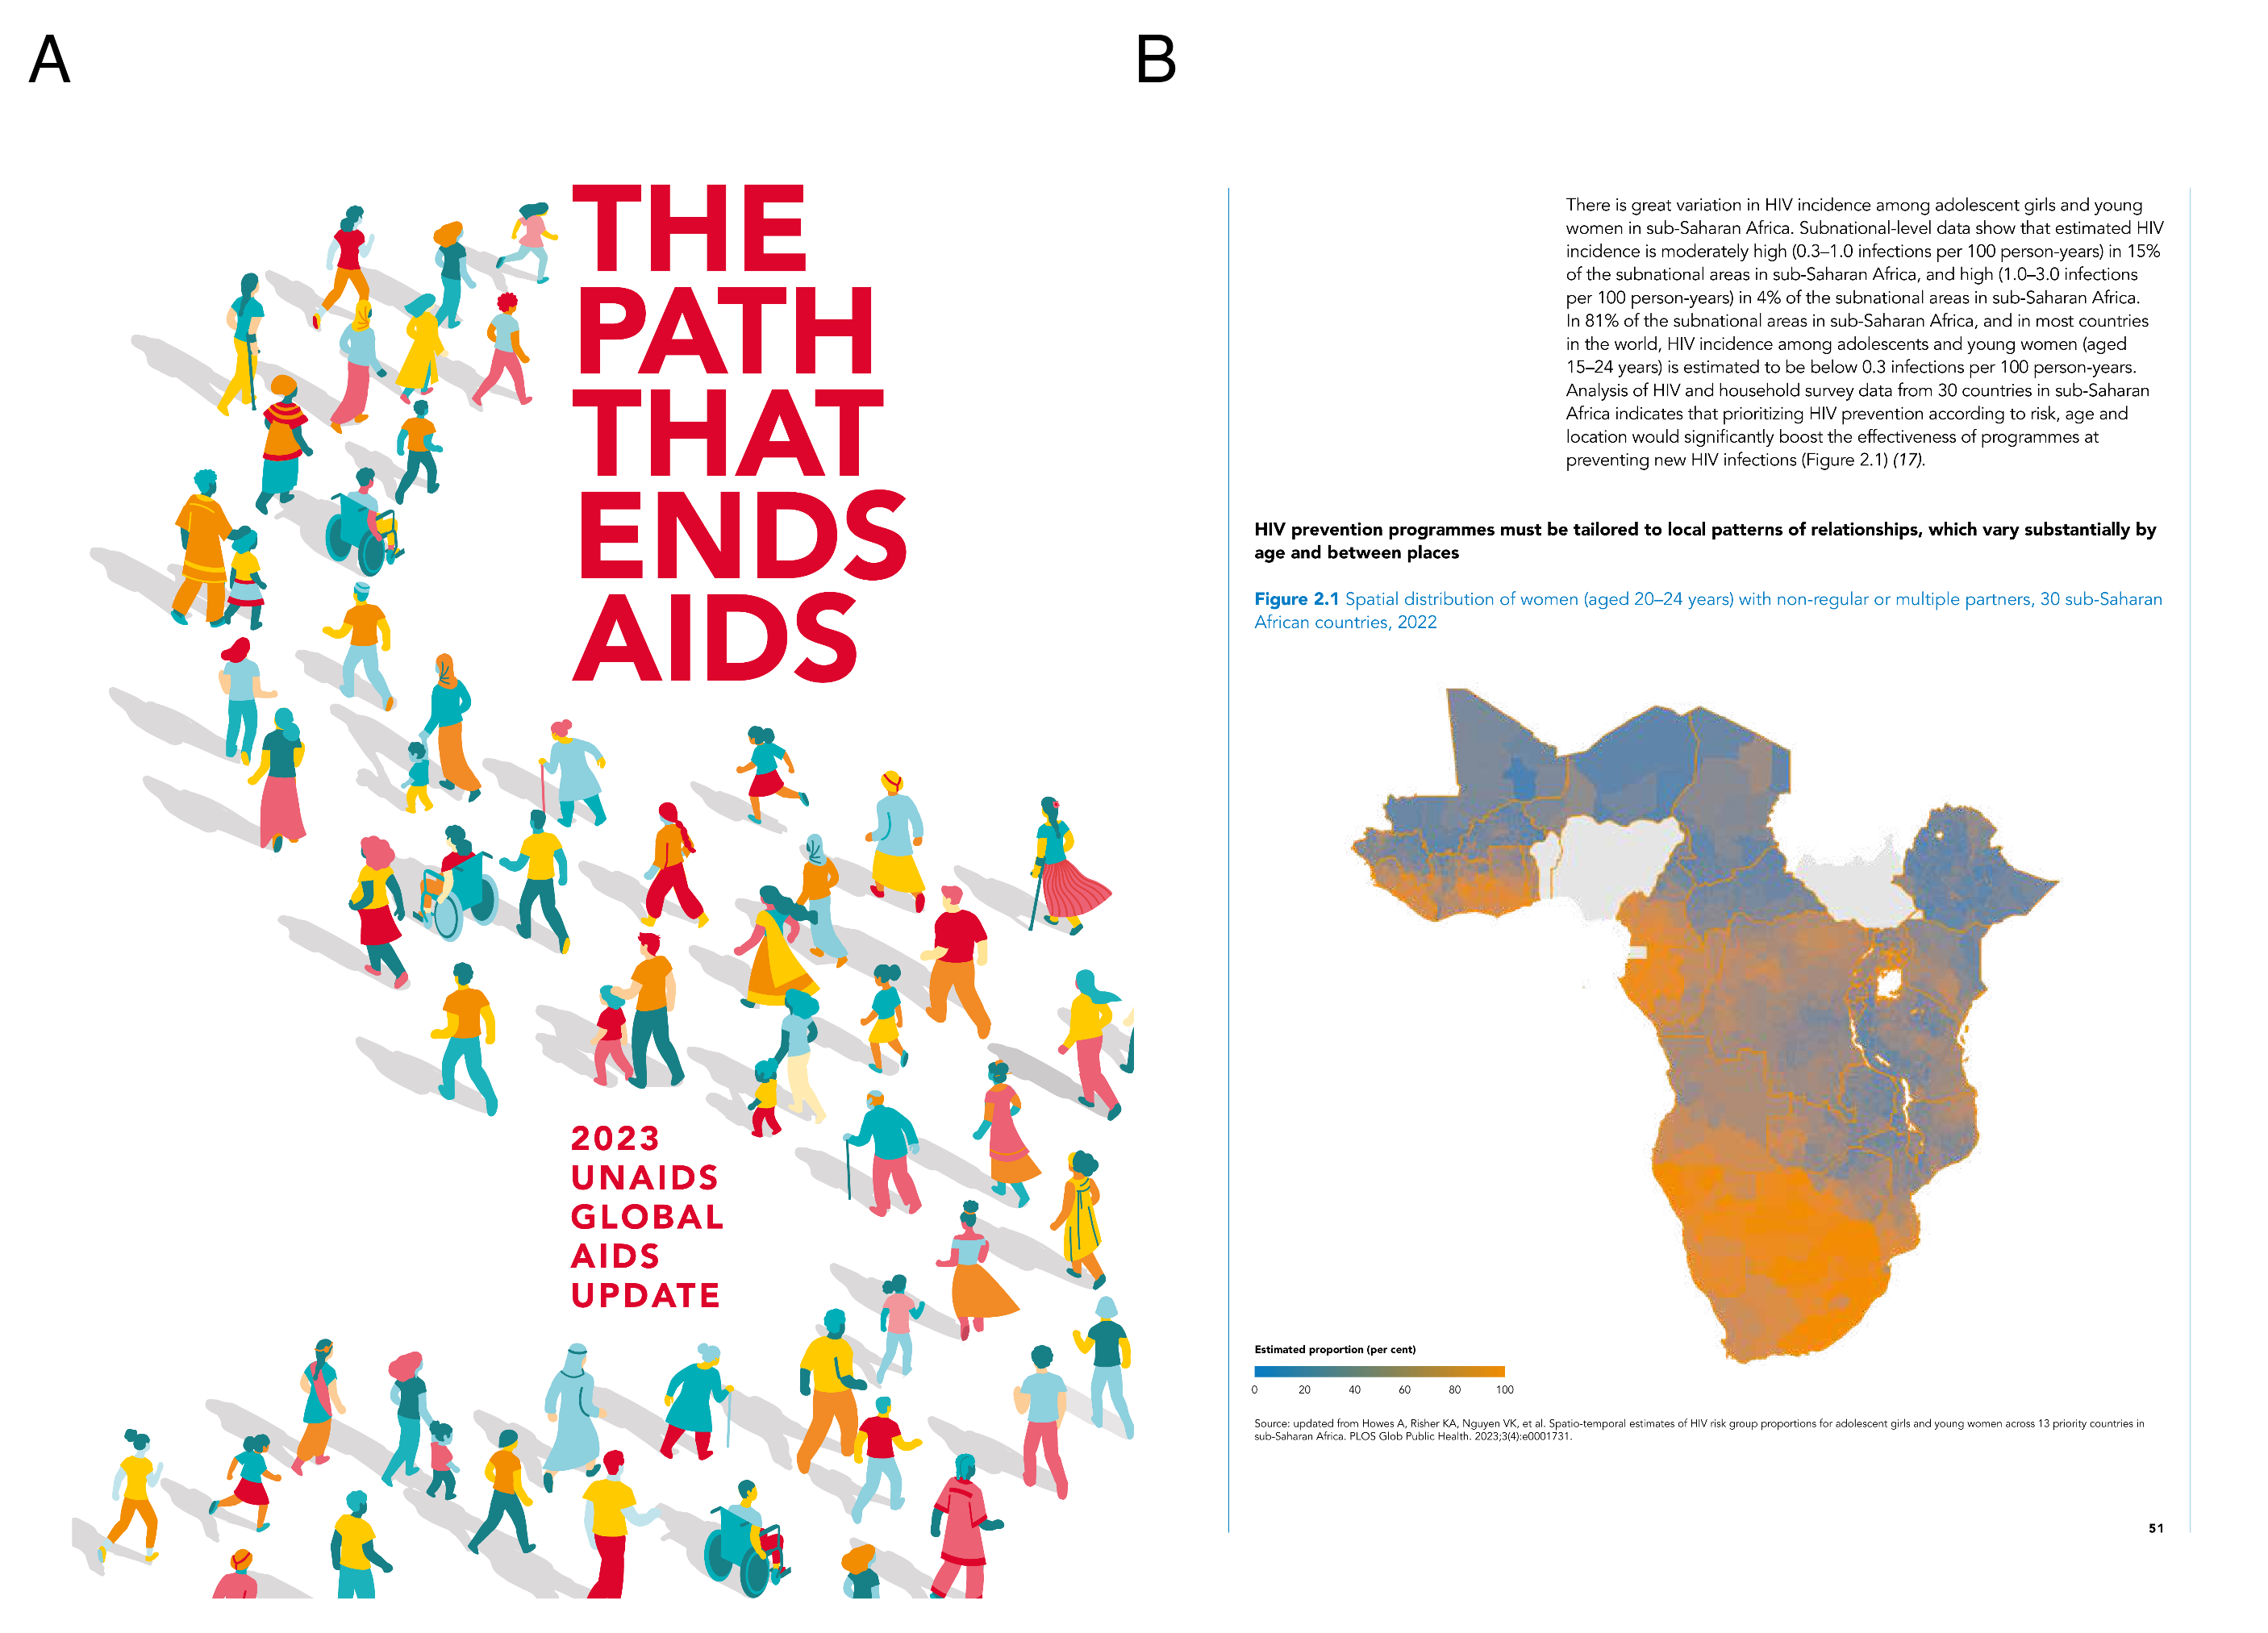 A
THE
PATH
THAT
ENDS
AIDS
2023
UNAIDS
GLOBAL
AIDS
UPDATE
B
There is great variation in HIV incidence among adolescent girls and young
women in sub-Saharan Africa. Subnational-level data show that estimated HIV
incidence is moderately high (0.3–1.0 infections per 100 person-years) in 15%
of the subnational areas in sub-Saharan Africa, and high (1.0–3.0 infections
per 100 person-years) in 4% of the subnational areas in sub-Saharan Africa.
In 81% of the subnational areas in sub-Saharan Africa, and in most countries
in the world, HIV incidence among adolescents and young women (aged
15–24 years) is estimated to be below 0.3 infections per 100 person-years.
Analysis of HIV and household survey data from 30 countries in sub-Saharan
Africa indicates that prioritizing HIV prevention according to risk, age and
location would significantly boost the effectiveness of programmes at
preventing new HIV infections (Figure 2.1) (17).
HIV prevention programmes must be tailored to local patterns of relationships, which vary substantially by
age and between places
Figure 2.1 Spatial distribution of women (aged 20–24 years) with non-regular or multiple partners, 30 sub-Saharan
African countries, 2022
Estimated proportion (per cent)
0 20 40 60 80 100
Source: updated from Howes A, Risher KA, Nguyen VK, et al. Spatio-temporal estimates of HIV risk group proportions for adolescent girls and young women across 13 priority countries in
sub-Saharan Africa. PLOS Glob Public Health. 2023;3(4):e0001731.
51